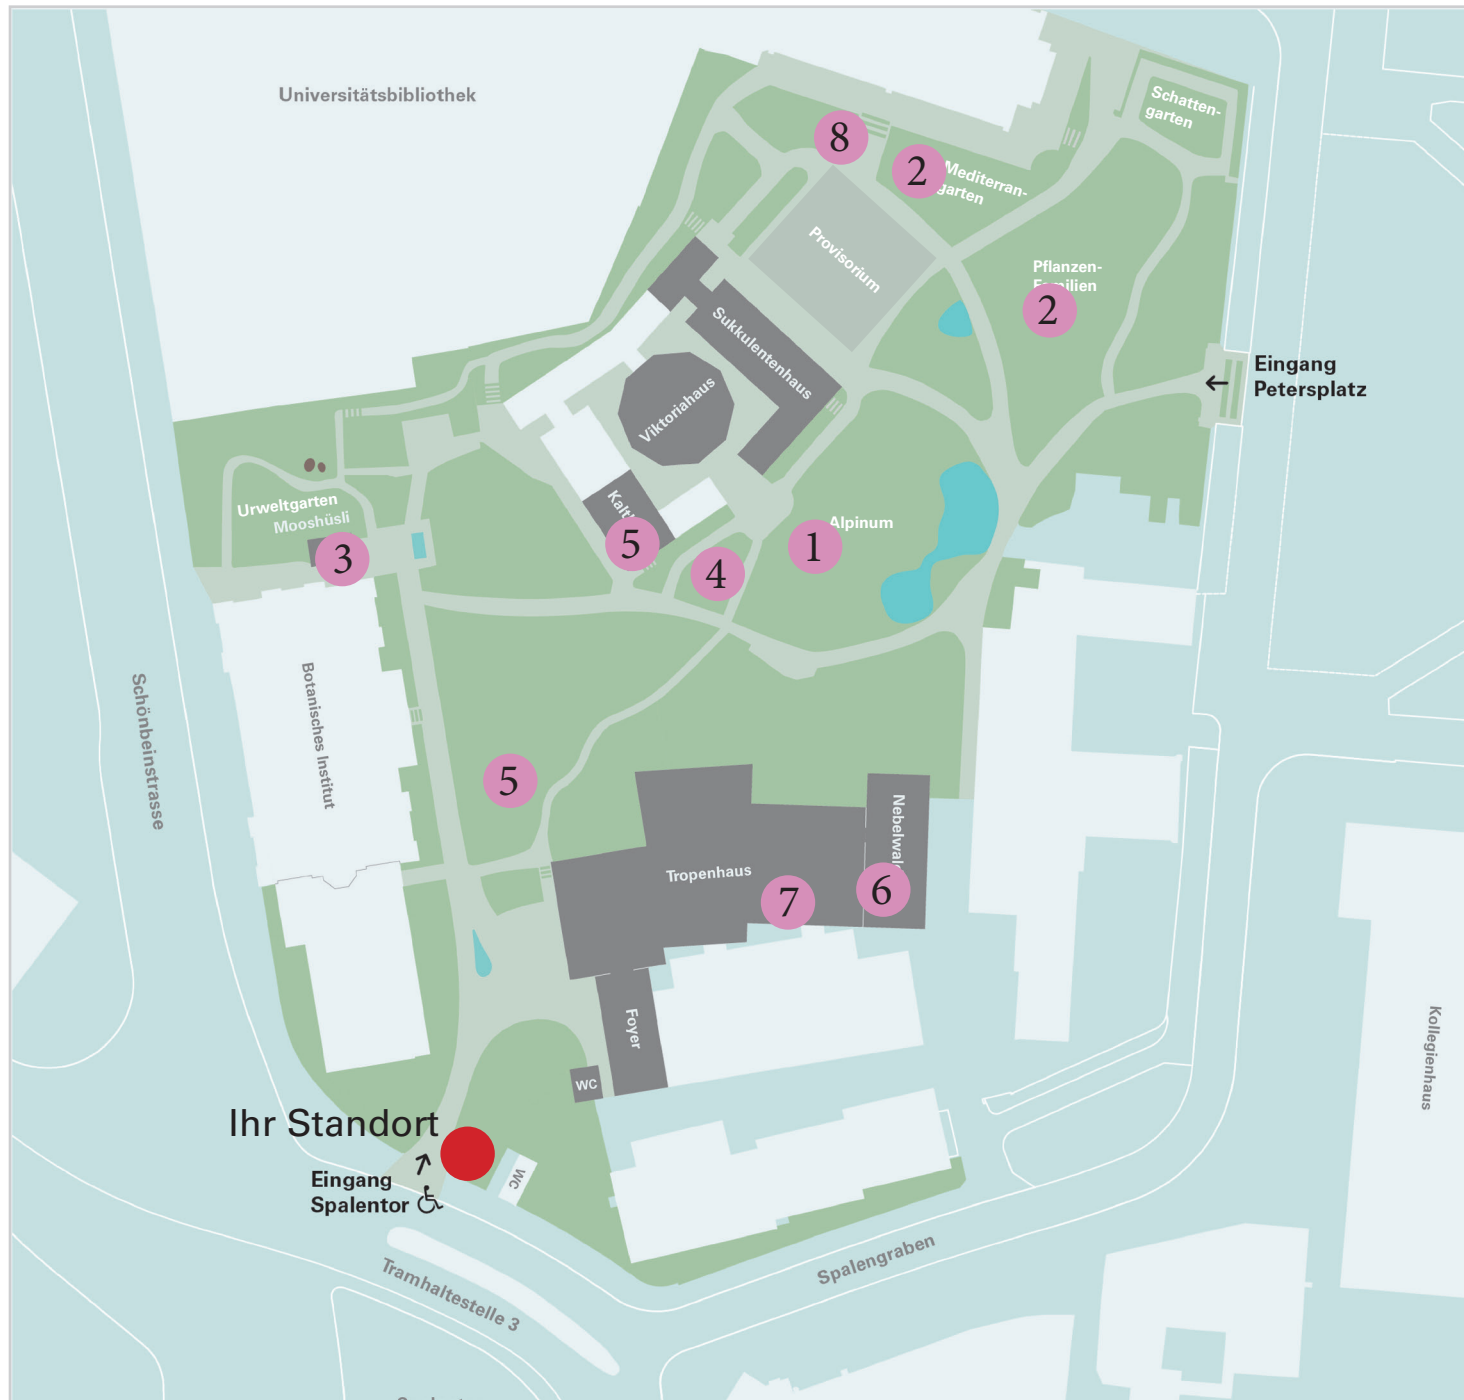 Universitätsbibliothek
Schatten-
garten
8
2
Mediterran-
garten
Provisorium
Pflanzen-
Familien
2
Sukkulentenhaus
Eingang
Petersplatz
Viktoriahaus
Urweltgarten
Mooshüsli
5
Alpinum
1
3
4
Schönbeinstrasse
Botanisches Institut
5
Tropenhaus
7
6
Foyer
Kollegienhaus
WC
Ihr Standort
Eingang
Spalentor
WC
Spalengraben
Tramhaltestelle 3